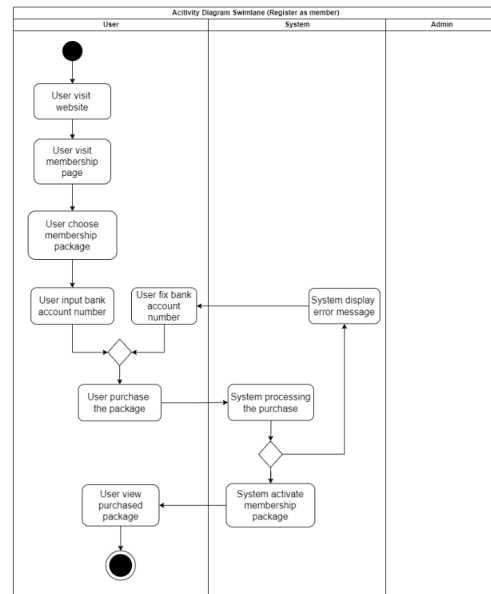 Acitivity Diagram Swimlane (Register as member)
User
System
Admin
User visit
website
User visit
membership
page
User choose
membership
package
User input bank
account number
User fix bank
account
number
System display
error message
User purchase
the package
System processing
the purchase
User view
purchased
package
System activate
membership
package